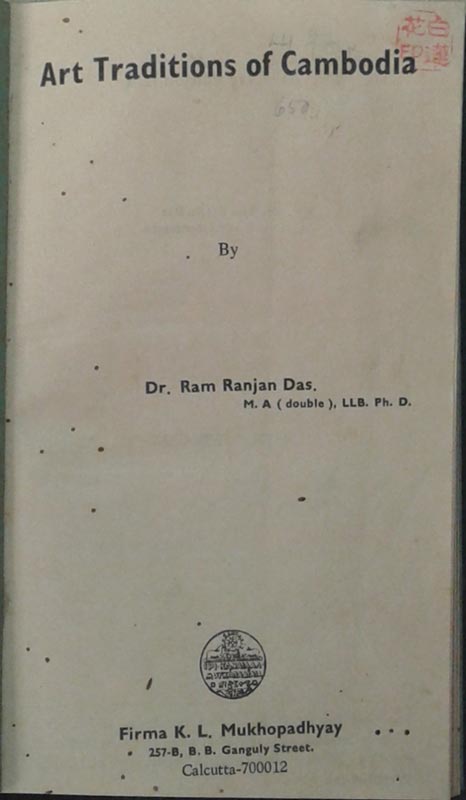 Art Traditions of Cambodia
650
By
Dr. Ram Ranjan Das.
M. A ( double ), LLB. Ph. D.
Firma K. L. Mukhopadhyay
257-B, B. B. Ganguly Street.
Calcutta-700012